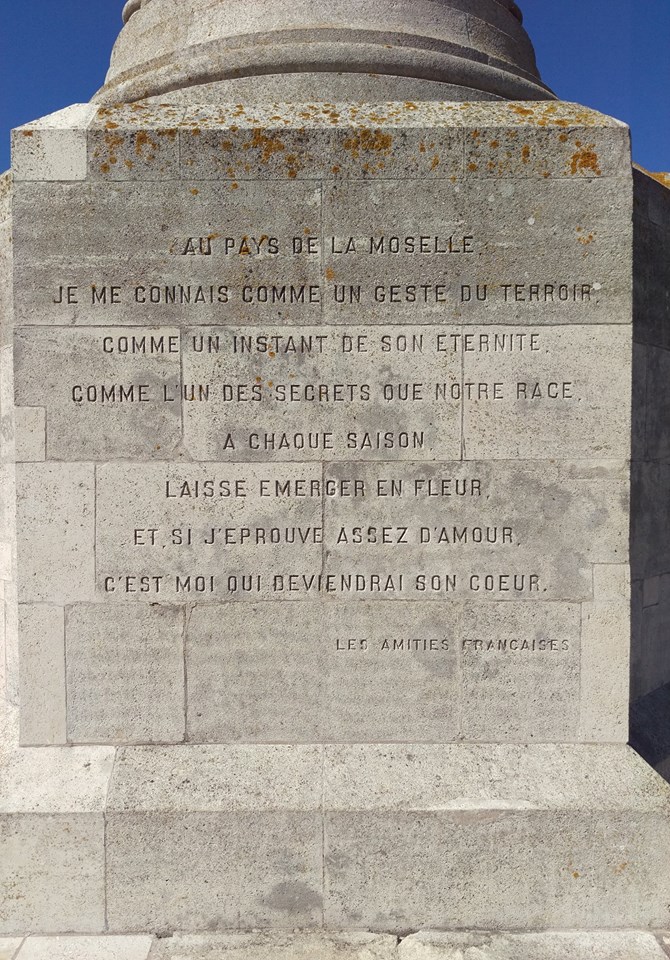 AU PAYS DE LA MOSELLE,
JE ME CONNAIS COMME UN GESTE DU TERROIR,
COMME UN INSTANT DE SON ETERNITE,
COMME L'UN DES SECRETS QUE NOTRE RACE,
A CHAQUE SAISON
LAISSE EMERGER EN FLEUR,
ET, SI J'EPROUVE ASSEZ D'AMOUR,
C'EST MOI QUI DEVIENDRAI SON COEUR.
LES AMITIES FRANCAISES